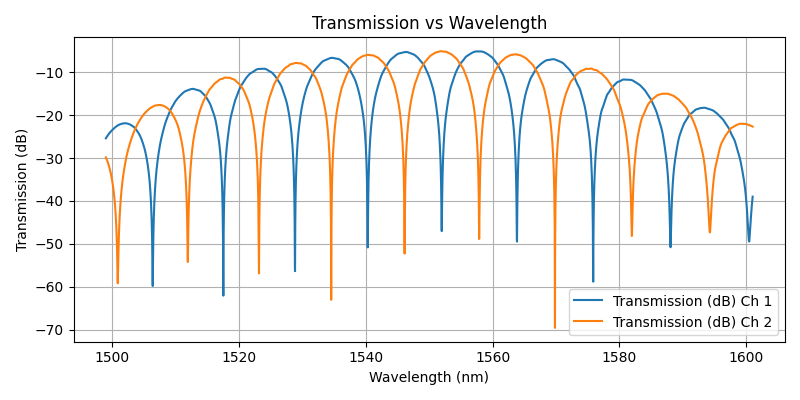 Transmission vs Wavelength
Transmission (dB)
−10
−20
−30
−40
−50
−60
−70
1500
1520
1540
1560
1580
1600
Wavelength (nm)
Transmission (dB) Ch 1
Transmission (dB) Ch 2